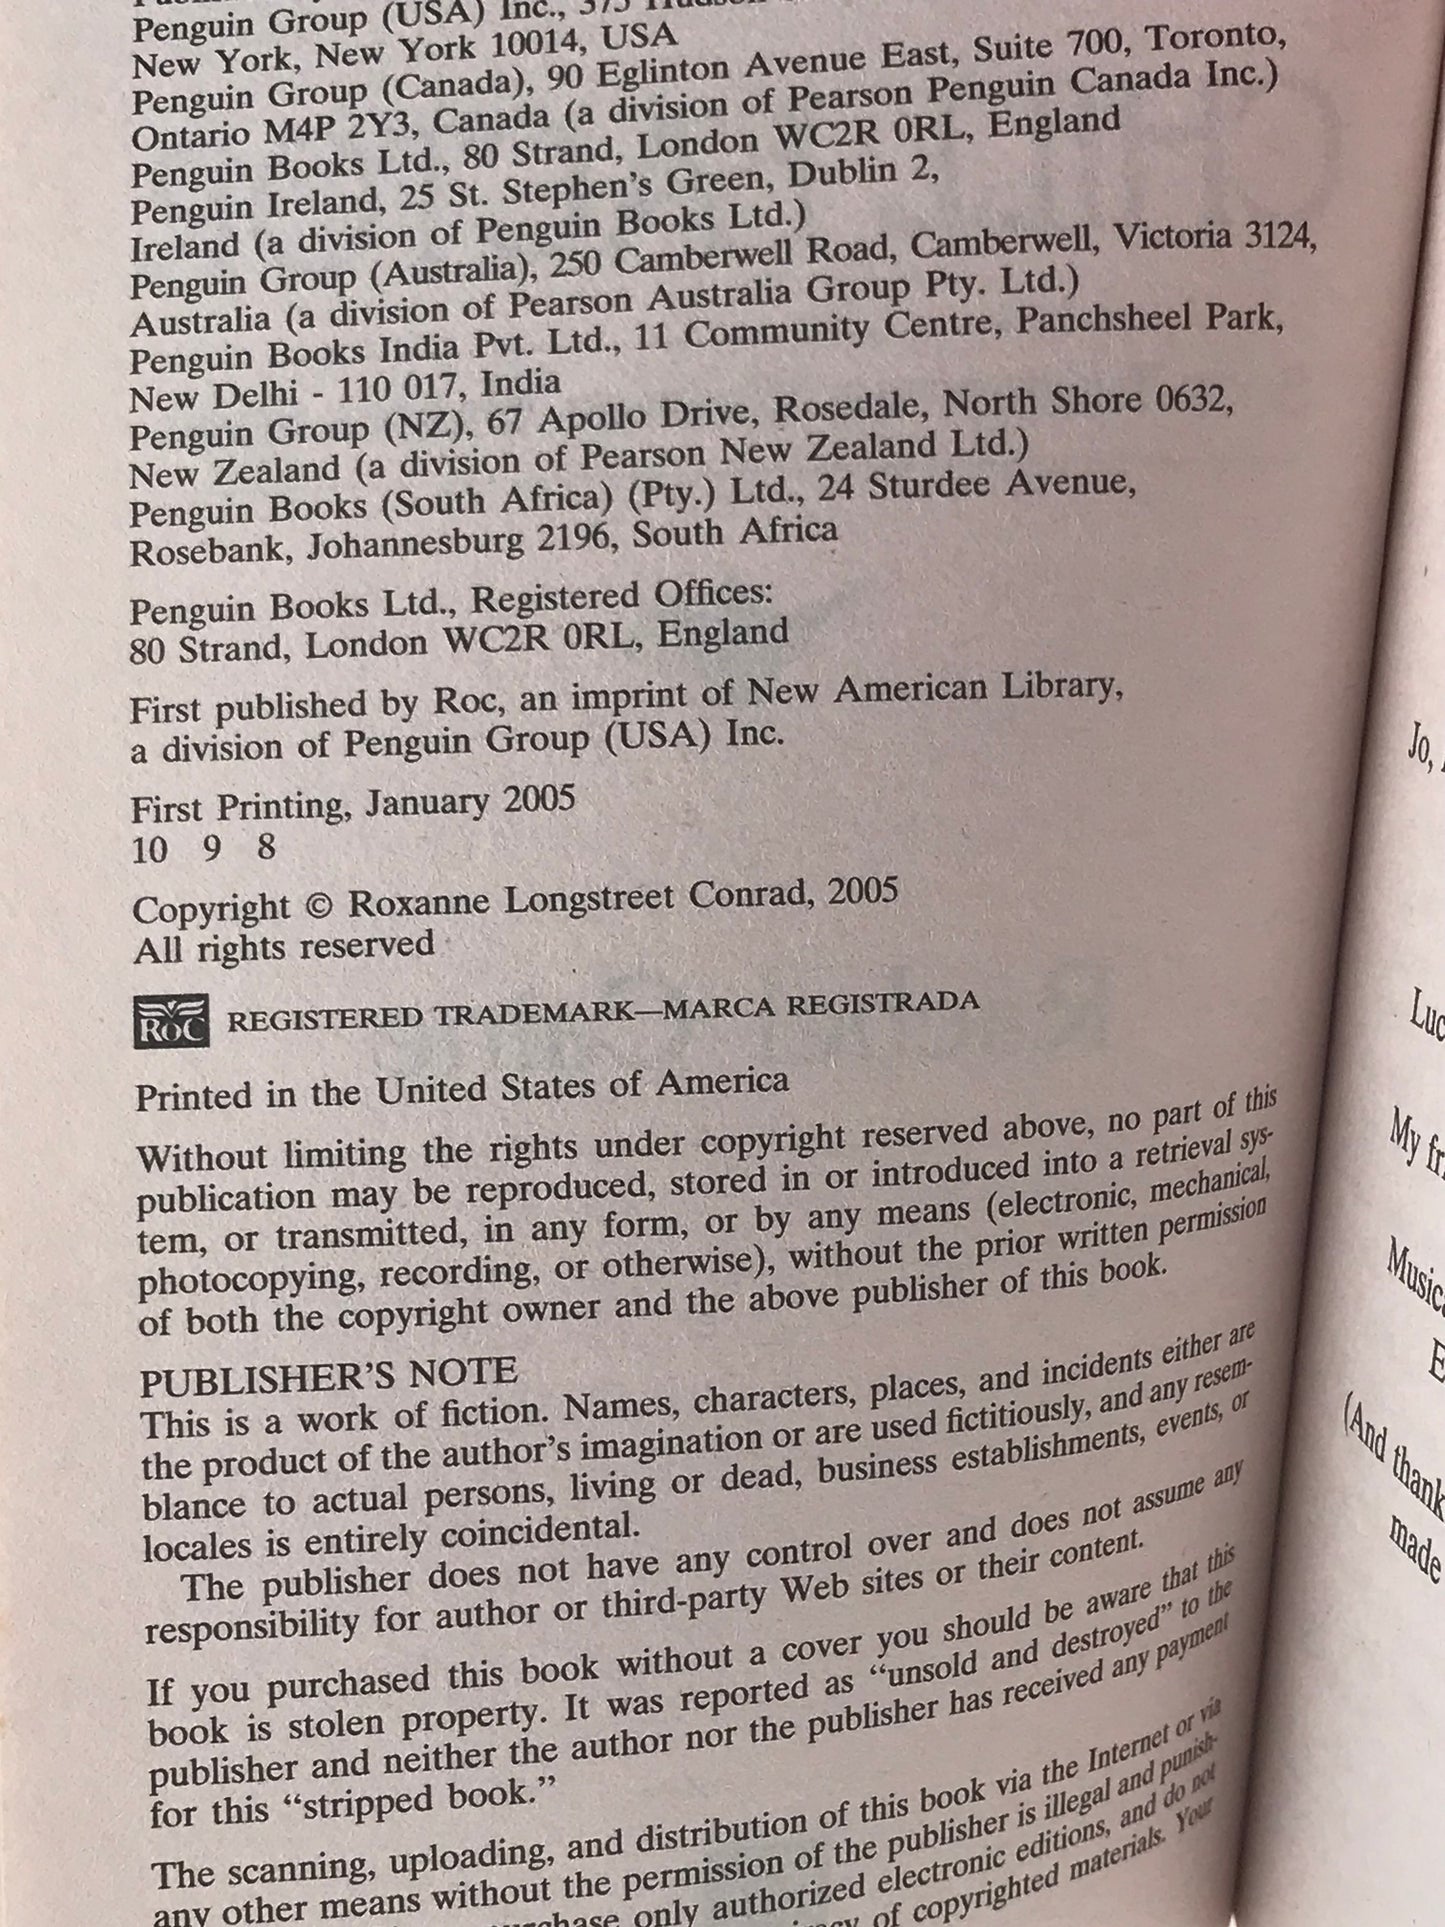 Penguin Group (USA) Inc., 375 Hudson
New York, New York 10014, USA
Penguin Group (Canada), 90 Eglinton Avenue East, Suite 700, Toronto,
Ontario M4P 2Y3, Canada (a division of Pearson Penguin Canada Inc.)
Penguin Books Ltd., 80 Strand, London WC2R 0RL, England
Penguin Ireland, 25 St. Stephen's Green, Dublin 2,
Ireland (a division of Penguin Books Ltd.)
Penguin Group (Australia), 250 Camberwell Road, Camberwell, Victoria 3124,
Australia (a division of Pearson Australia Group Pty. Ltd.)
Penguin Books India Pvt. Ltd., 11 Community Centre, Panchsheel Park,
New Delhi - 110 017, India
Penguin Group (NZ), 67 Apollo Drive, Rosedale, North Shore 0632,
New Zealand (a division of Pearson New Zealand Ltd.)
Penguin Books (South Africa) (Pty.) Ltd., 24 Sturdee Avenue,
Rosebank, Johannesburg 2196, South Africa
Penguin Books Ltd., Registered Offices:
80 Strand, London WC2R 0RL, England
First published by Roc, an imprint of New American Library,
a division of Penguin Group (USA) Inc.
First Printing, January 2005
10 9 8
Copyright © Roxanne Longstreet Conrad, 2005
All rights reserved
ROC REGISTERED TRADEMARK—MARCA REGISTRADA
Printed in the United States of America
Without limiting the rights under copyright reserved above, no part of this
publication may be reproduced, stored in or introduced into a retrieval sys-
tem, or transmitted, in any form, or by any means (electronic, mechanical,
photocopying, recording, or otherwise), without the prior written permission
of both the copyright owner and the above publisher of this book.
PUBLISHER'S NOTE
This is a work of fiction. Names, characters, places, and incidents either are
the product of the author's imagination or are used fictitiously, and any resem-
blance to actual persons, living or dead, business establishments, events, or
locales is entirely coincidental.
The publisher does not have any control over and does not assume any
responsibility for author or third-party Web sites or their content.
If you purchased this book without a cover you should be aware that this
book is stolen property. It was reported as “unsold and destroyed” to the
publisher and neither the author nor the publisher has received any payment
for this “stripped book.”
The scanning, uploading, and distribution of this book via the Internet or via
any other means without the permission of the publisher is illegal and punish-
only authorized electronic editions, and do not
of copyrighted materials. Your
Jo,
Luc
My fr
Music
E
(And thank
made